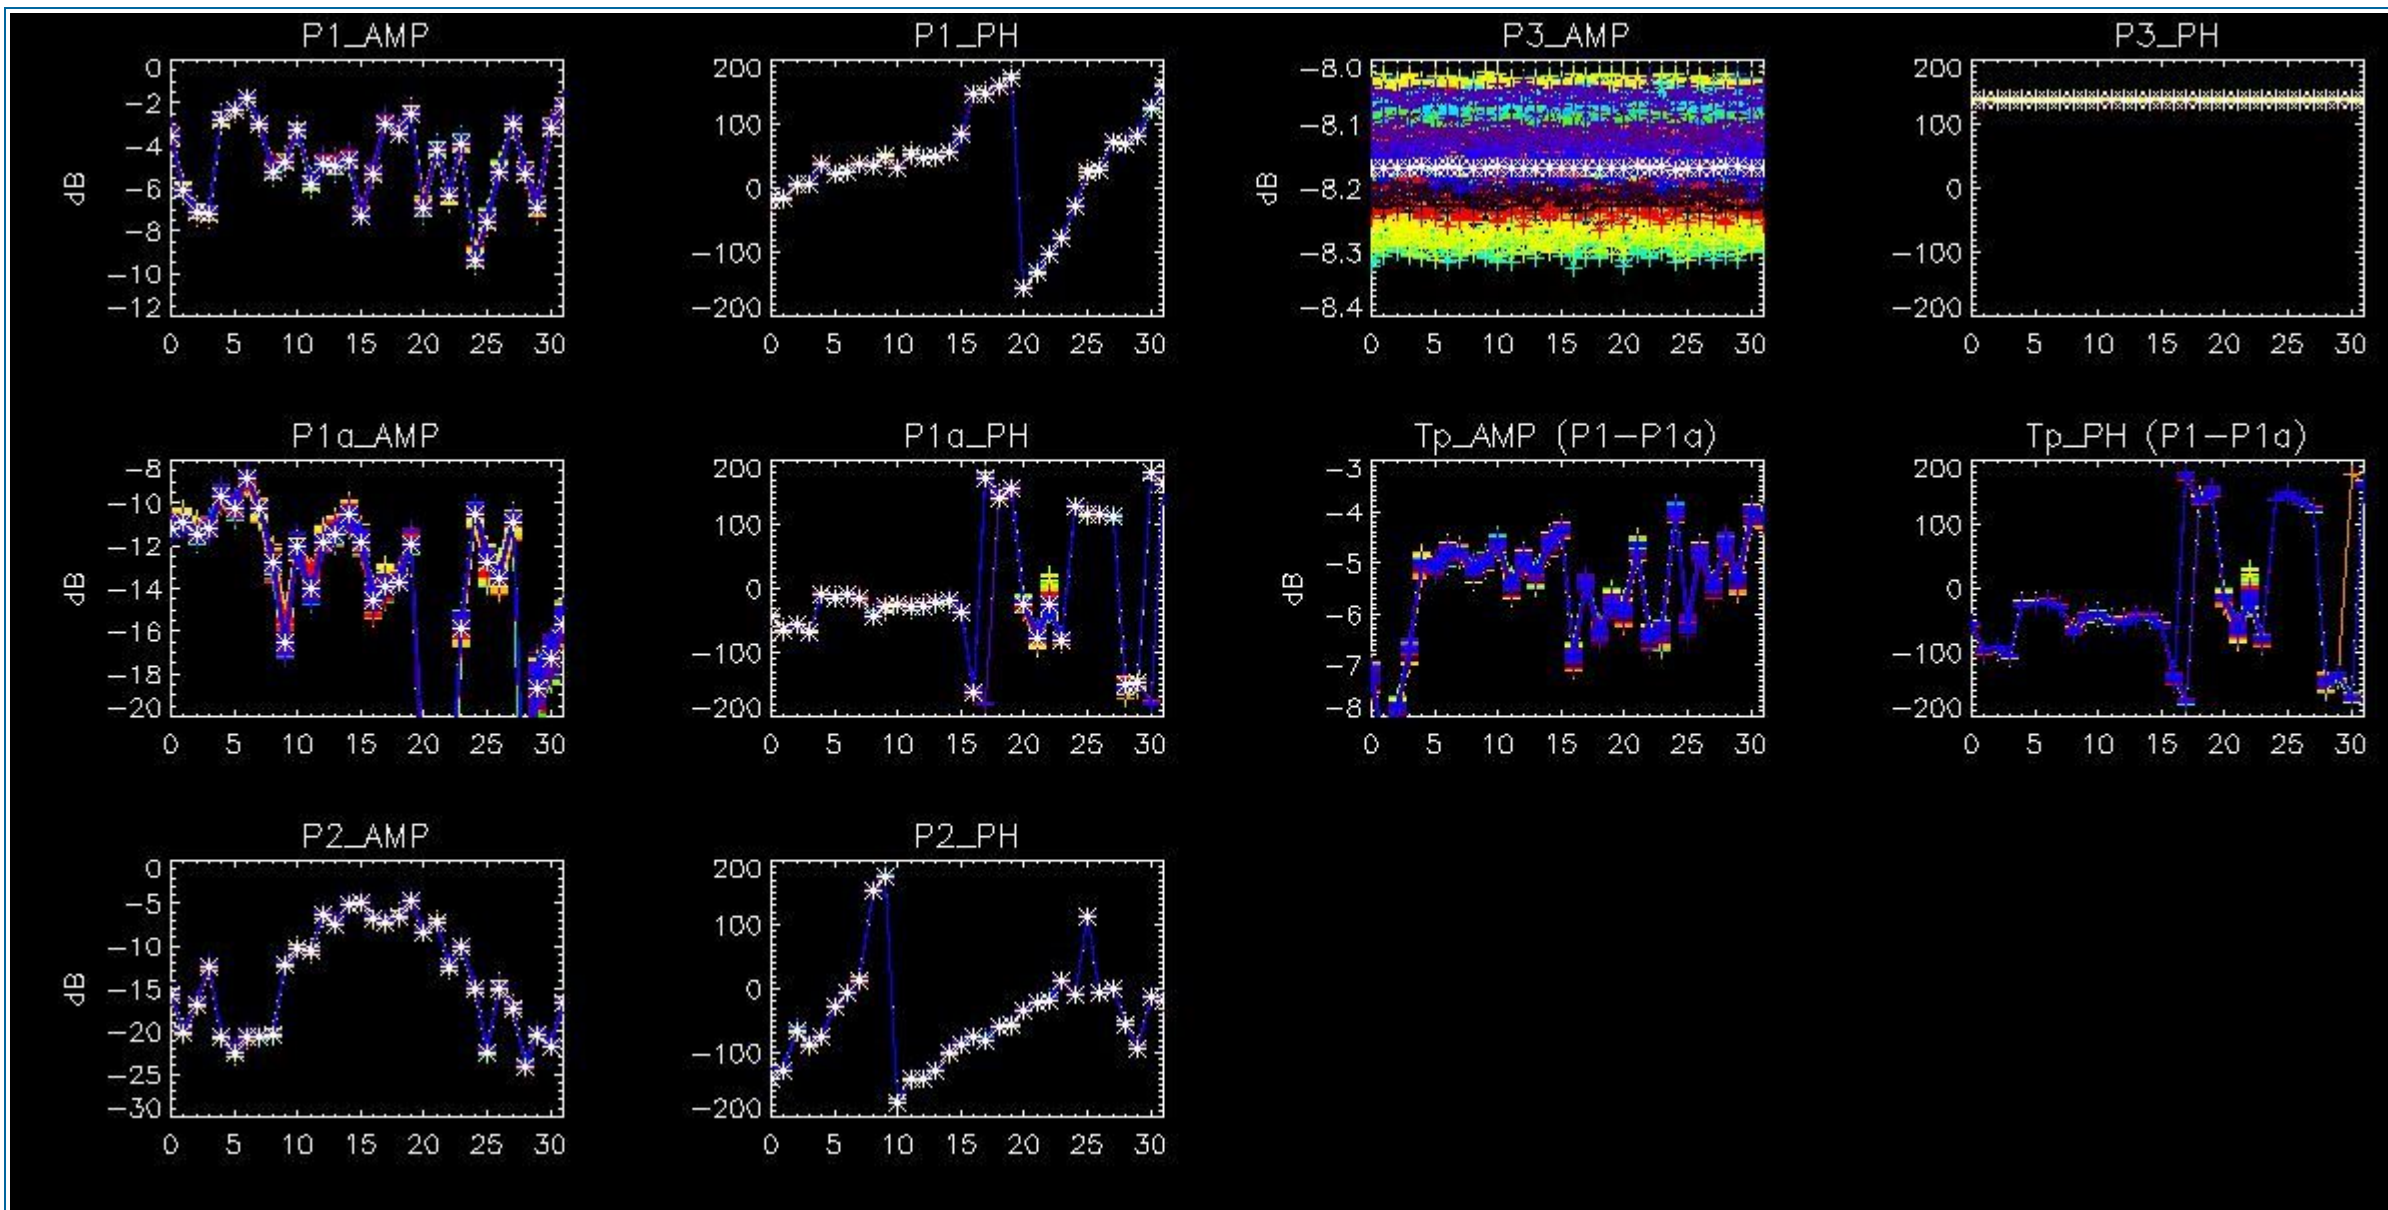 P1_AMP P1_PH P3_AMP P3_PH
0 200 −8.0 200
−2
−4 100 −8.1 100
dB −6 0 dB −8.2 0
−8
−10 −100 −8.3 −100
−12 −200 −8.4 −200
0 5 10 15 20 25 30 0 5 10 15 20 25 30 0 5 10 15 20 25 30 0 5 10 15 20 25 30
P1a_AMP P1a_PH Tp_AMP (P1−P1a) Tp_PH (P1−P1a)
−8 200 −3 200
−10 100 −4 100
−12 −5
dB −14 0 dB 0
−16 −6
−18 −100 −7 −100
−20 −200 −8 −200
0 5 10 15 20 25 30 0 5 10 15 20 25 30 0 5 10 15 20 25 30 0 5 10 15 20 25 30
P2_AMP P2_PH
0 200
−5 100
−10
dB −15 0
−20 −100
−25
−30 −200
0 5 10 15 20 25 30 0 5 10 15 20 25 30